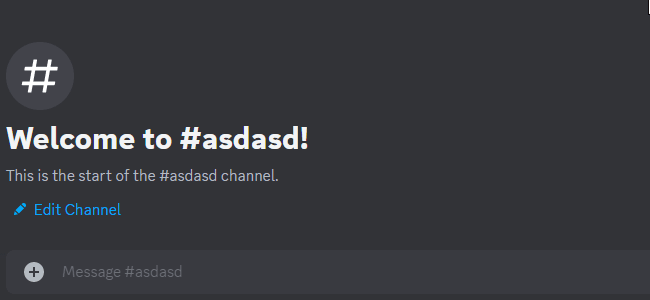 #
Welcome to #asdasd!
This is the start of the #asdasd channel.
Edit Channel
Message #asdasd